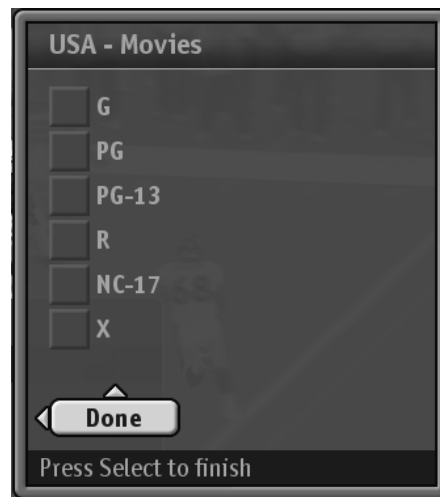 USA - Movies
G
PG
PG-13
R
NC-17
X
Done
Press Select to finish